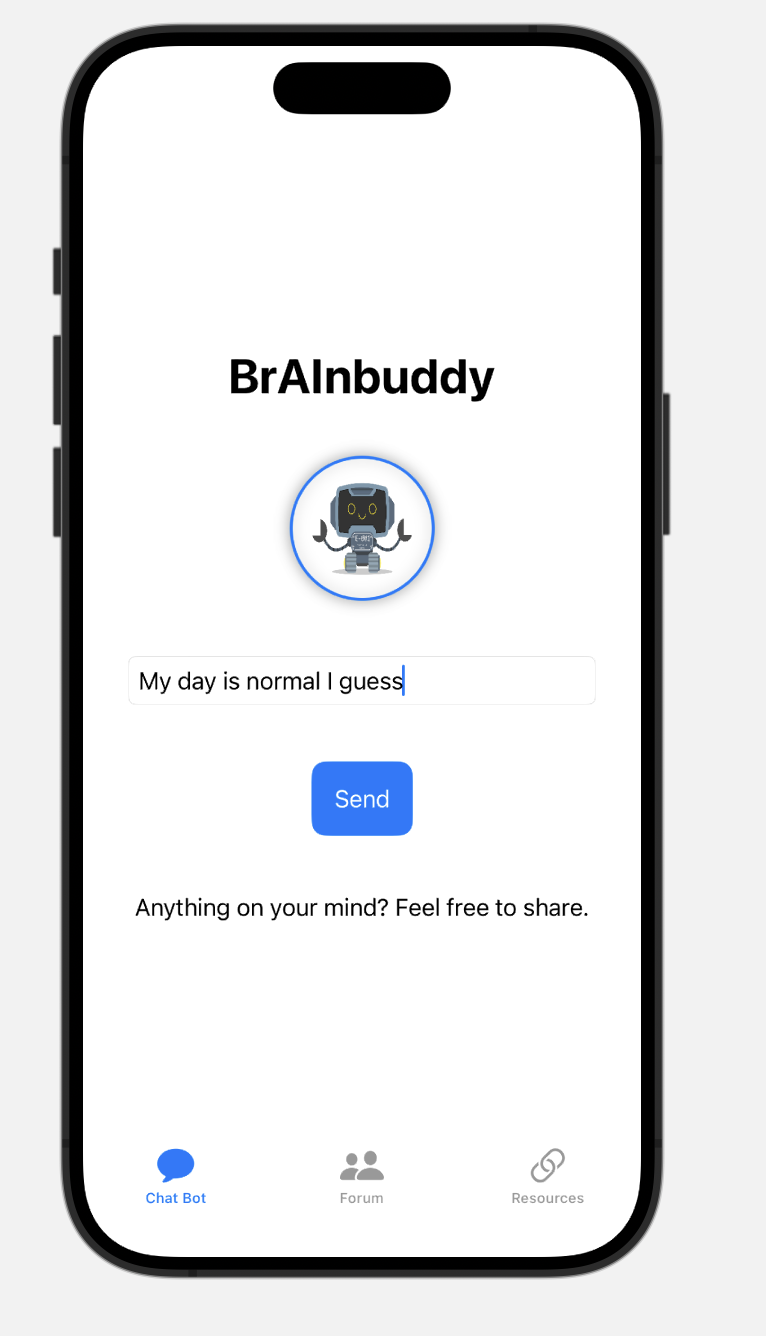 BrAInbuddy
My day is normal I guess
Send
Anything on your mind? Feel free to share.
Chat Bot
Forum
Resources